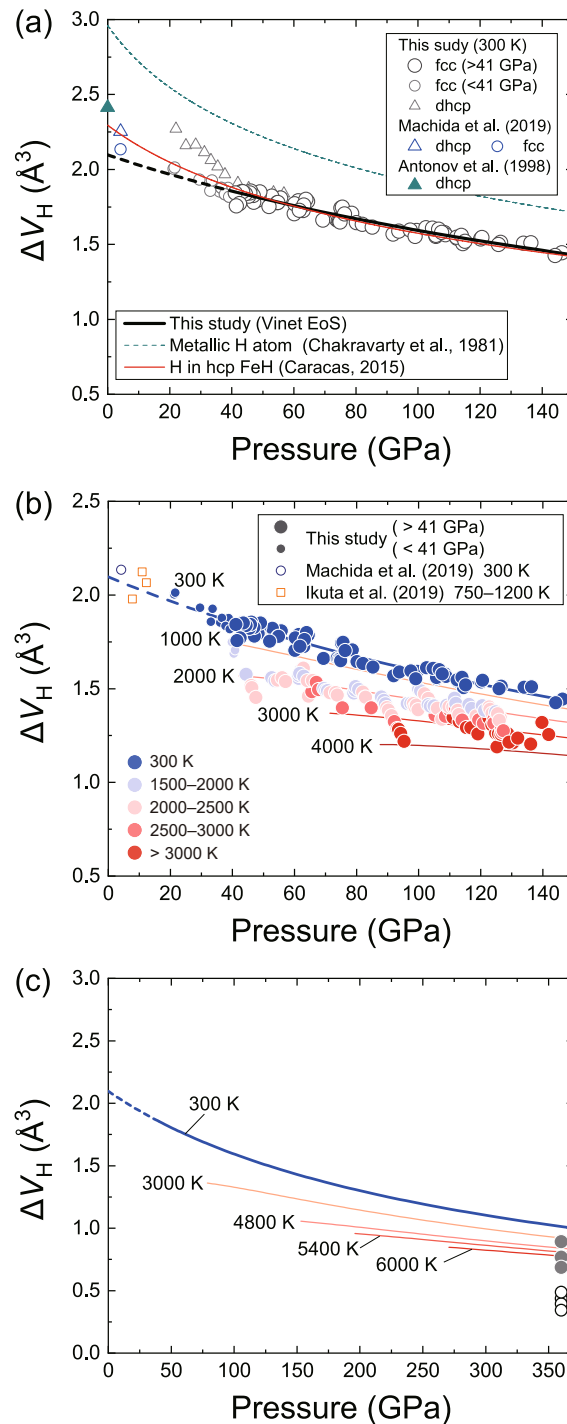 (a)
3.0
2.5
2.0
1.5
1.0
0.5
ΔV_H (Å³)
This sudy (300 K)
fcc (>41 GPa)
fcc (<41 GPa)
dhcp
Machida et al. (2019)
dhcp fcc
Antonov et al. (1998)
dhcp
This study (Vinet EoS)
Metallic H atom (Chakravarty et al., 1981)
H in hcp FeH (Caracas, 2015)
0 20 40 60 80 100 120 140
Pressure (GPa)
(b)
2.5
2.0
1.5
1.0
0.5
ΔV_H (Å³)
This study
( > 41 GPa)
( < 41 GPa)
Machida et al. (2019) 300 K
Ikuta et al. (2019) 750–1200 K
300 K
1000 K
2000 K
3000 K
4000 K
300 K
1500–2000 K
2000–2500 K
2500–3000 K
> 3000 K
0 20 40 60 80 100 120 140
Pressure (GPa)
(c)
3.0
2.5
2.0
1.5
1.0
0.5
0.0
ΔV_H (Å³)
300 K
3000 K
4800 K
5400 K
6000 K
0 50 100 150 200 250 300 350
Pressure (GPa)